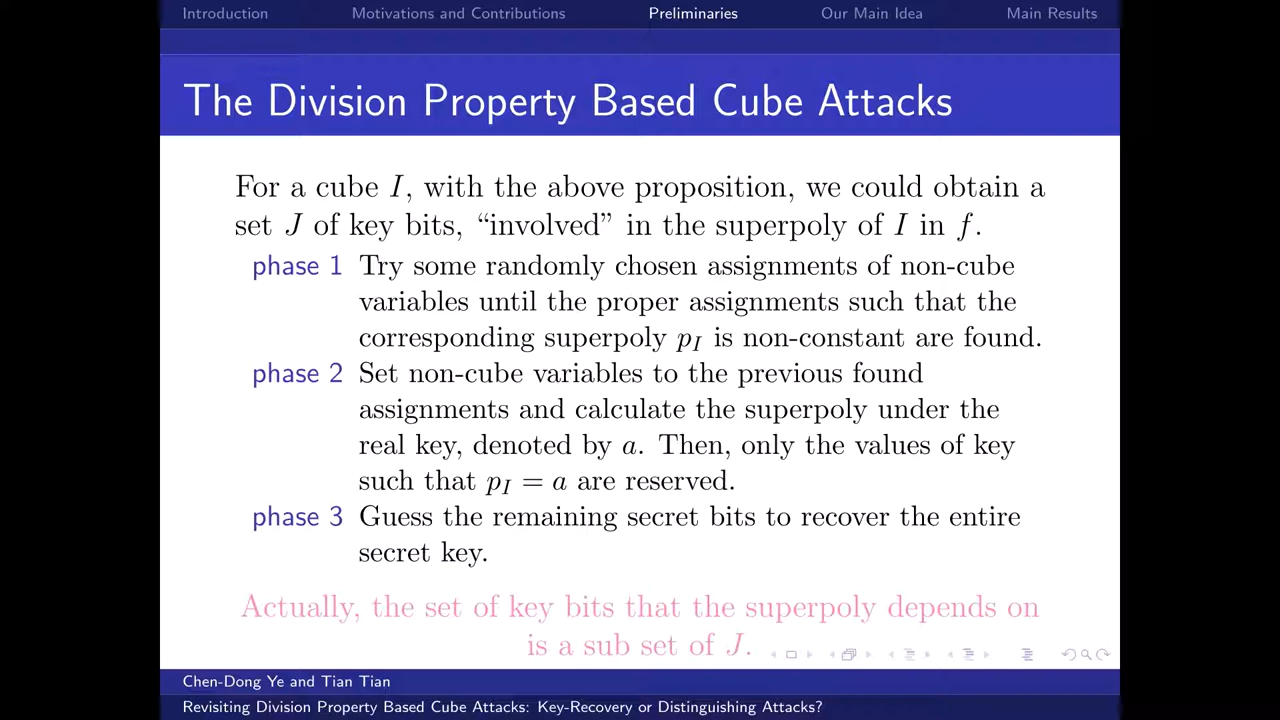 Introduction Motivations and Contributions Preliminaries Our Main Idea Main Results
The Division Property Based Cube Attacks
For a cube I, with the above proposition, we could obtain a
set J of key bits, “involved” in the superpoly of I in f.
phase 1 Try some randomly chosen assignments of non-cube
variables until the proper assignments such that the
corresponding superpoly p_I is non-constant are found.
phase 2 Set non-cube variables to the previous found
assignments and calculate the superpoly under the
real key, denoted by a. Then, only the values of key
such that p_I = a are reserved.
phase 3 Guess the remaining secret bits to recover the entire
secret key.
Actually, the set of key bits that the superpoly depends on
is a sub set of J.
Chen-Dong Ye and Tian Tian
Revisiting Division Property Based Cube Attacks: Key-Recovery or Distinguishing Attacks?